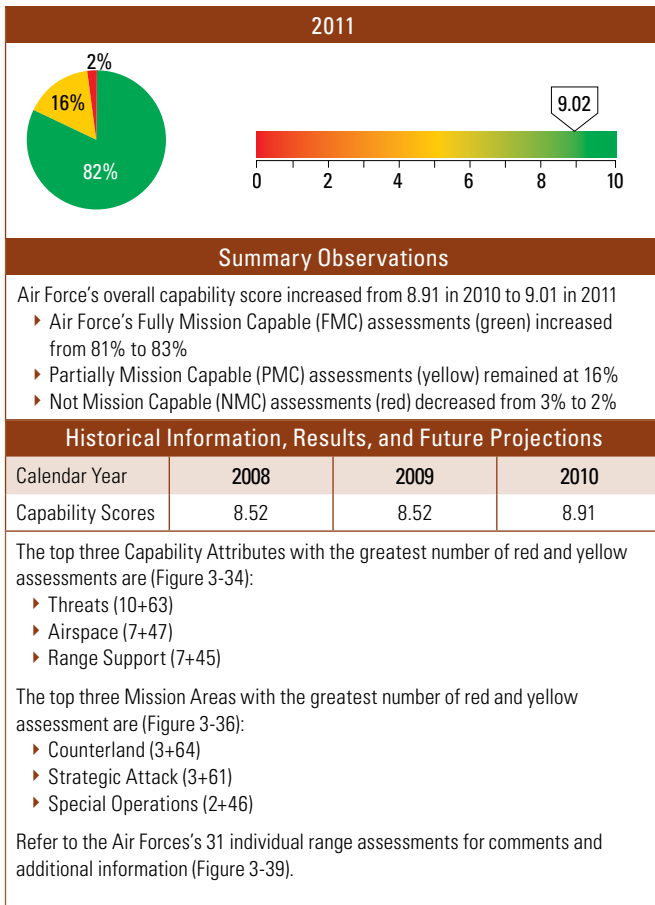 2011
2%
16%
82%
9.02
0 2 4 6 8 10
Summary Observations
Air Force's overall capability score increased from 8.91 in 2010 to 9.01 in 2011
Air Force's Fully Mission Capable (FMC) assessments (green) increased
from 81% to 83%
Partially Mission Capable (PMC) assessments (yellow) remained at 16%
Not Mission Capable (NMC) assessments (red) decreased from 3% to 2%
Historical Information, Results, and Future Projections
Calendar Year 2008 2009 2010
Capability Scores 8.52 8.52 8.91
The top three Capability Attributes with the greatest number of red and yellow
assessments are (Figure 3-34):
Threats (10+63)
Airspace (7+47)
Range Support (7+45)
The top three Mission Areas with the greatest number of red and yellow
assessment are (Figure 3-36):
Counterland (3+64)
Strategic Attack (3+61)
Special Operations (2+46)
Refer to the Air Forces's 31 individual range assessments for comments and
additional information (Figure 3-39).